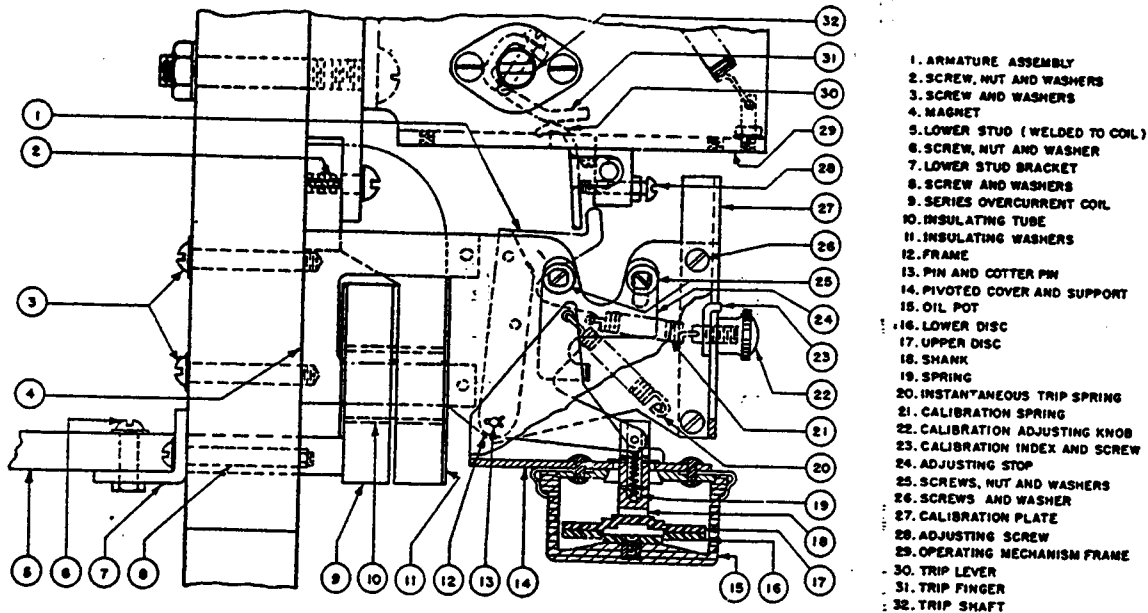 32
31
30
29
28
27
26
25
24
23
22
21
20
19
18
17
16
15
14
13
12
11
10
9
8
7
6
5
4
3
2
1
1. ARMATURE ASSEMBLY
2. SCREW, NUT AND WASHERS
3. SCREW AND WASHERS
4. MAGNET
5. LOWER STUD (WELDED TO COIL)
6. SCREW, NUT AND WASHER
7. LOWER STUD BRACKET
8. SCREW AND WASHERS
9. SERIES OVERCURRENT COIL
10. INSULATING TUBE
11. INSULATING WASHERS
12. FRAME
13. PIN AND COTTER PIN
14. PIVOTED COVER AND SUPPORT
15. OIL POT
16. LOWER DISC
17. UPPER DISC
18. SHANK
19. SPRING
20. INSTANTANEOUS TRIP SPRING
21. CALIBRATION SPRING
22. CALIBRATION ADJUSTING KNOB
23. CALIBRATION INDEX AND SCREW
24. ADJUSTING STOP
25. SCREWS, NUT AND WASHERS
26. SCREWS AND WASHER
27. CALIBRATION PLATE
28. ADJUSTING SCREW
29. OPERATING MECHANISM FRAME
30. TRIP LEVER
31. TRIP FINGER
32. TRIP SHAFT